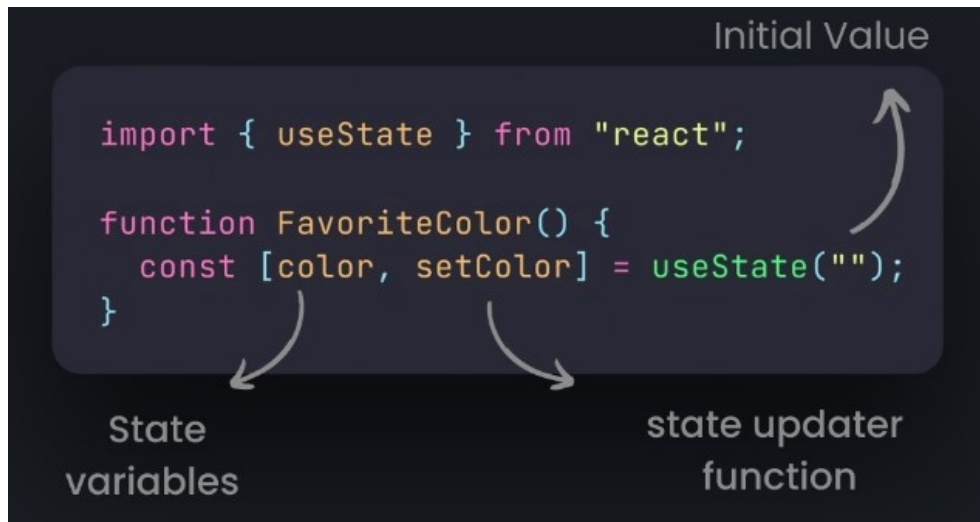 Initial Value
import { useState } from "react";
function FavoriteColor() {
const [color, setColor] = useState("");
}
State
variables
state updater
function